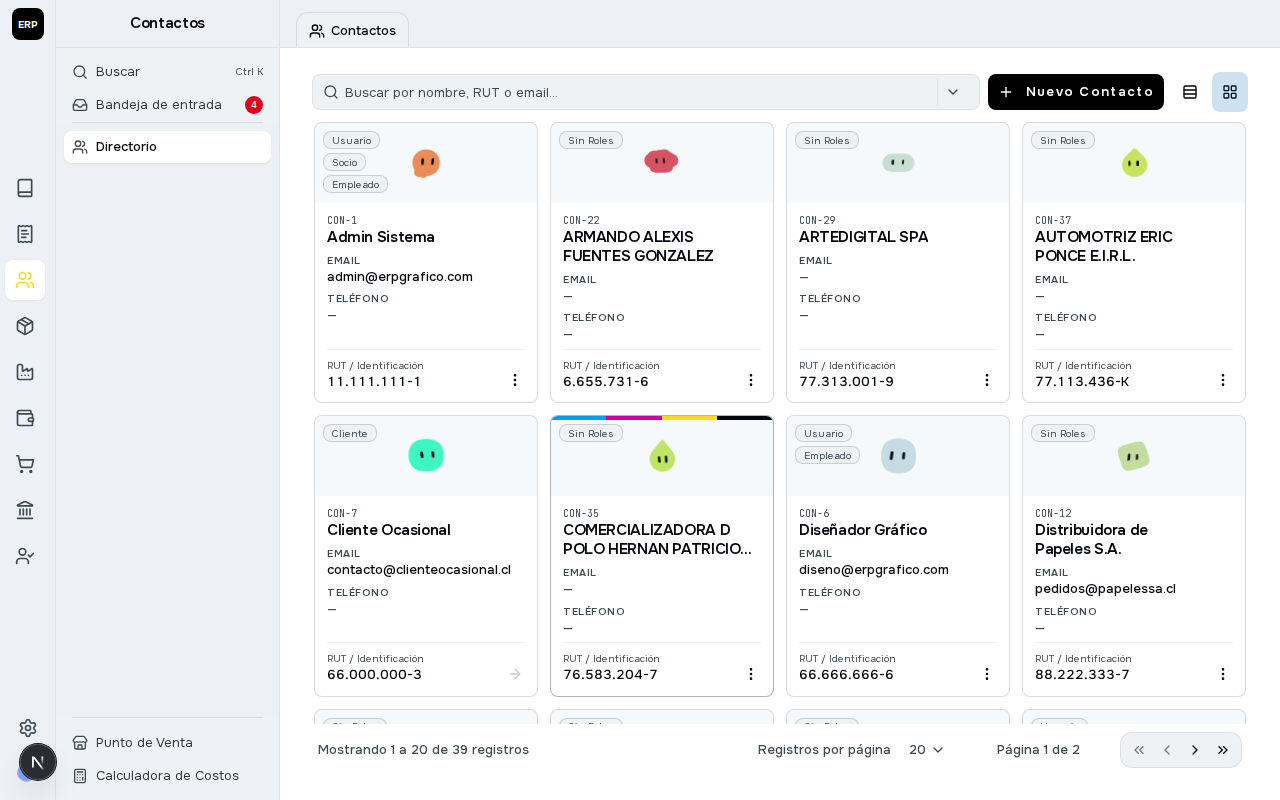 ERP
Contactos
Contactos
Buscar
Ctrl K
Bandeja de entrada
4
Directorio
Punto de Venta
Calculadora de Costos
N
Buscar por nombre, RUT o email...
Nuevo Contacto
Usuario
Socio
Empleado
CON-1
Admin Sistema
EMAIL
admin@erpgrafico.com
TELÉFONO
—
RUT / Identificación
11.111.111-1
Sin Roles
CON-22
ARMANDO ALEXIS
FUENTES GONZALEZ
EMAIL
—
TELÉFONO
—
RUT / Identificación
6.655.731-6
Sin Roles
CON-29
ARTEDIGITAL SPA
EMAIL
—
TELÉFONO
—
RUT / Identificación
77.313.001-9
Sin Roles
CON-37
AUTOMOTRIZ ERIC
PONCE E.I.R.L.
EMAIL
—
TELÉFONO
—
RUT / Identificación
77.113.436-K
Cliente
CON-7
Cliente Ocasional
EMAIL
contacto@clienteocasional.cl
TELÉFONO
—
RUT / Identificación
66.000.000-3
Sin Roles
CON-35
COMERCIALIZADORA D
POLO HERNAN PATRICIO...
EMAIL
—
TELÉFONO
—
RUT / Identificación
76.583.204-7
Usuario
Empleado
CON-6
Diseñador Gráfico
EMAIL
diseno@erpgrafico.com
TELÉFONO
—
RUT / Identificación
66.666.666-6
Sin Roles
CON-12
Distribuidora de
Papeles S.A.
EMAIL
pedidos@papelessa.cl
TELÉFONO
—
RUT / Identificación
88.222.333-7
Mostrando 1 a 20 de 39 registros
Registros por página
20
Página 1 de 2